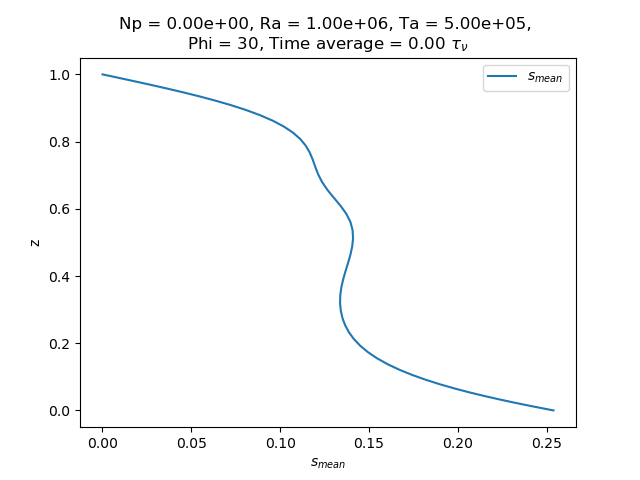 Np = 0.00e+00, Ra = 1.00e+06, Ta = 5.00e+05,
Phi = 30, Time average = 0.00 τν
s_mean
1.0
0.8
0.6
z
0.4
0.2
0.0
0.00 0.05 0.10 0.15 0.20 0.25
s_mean